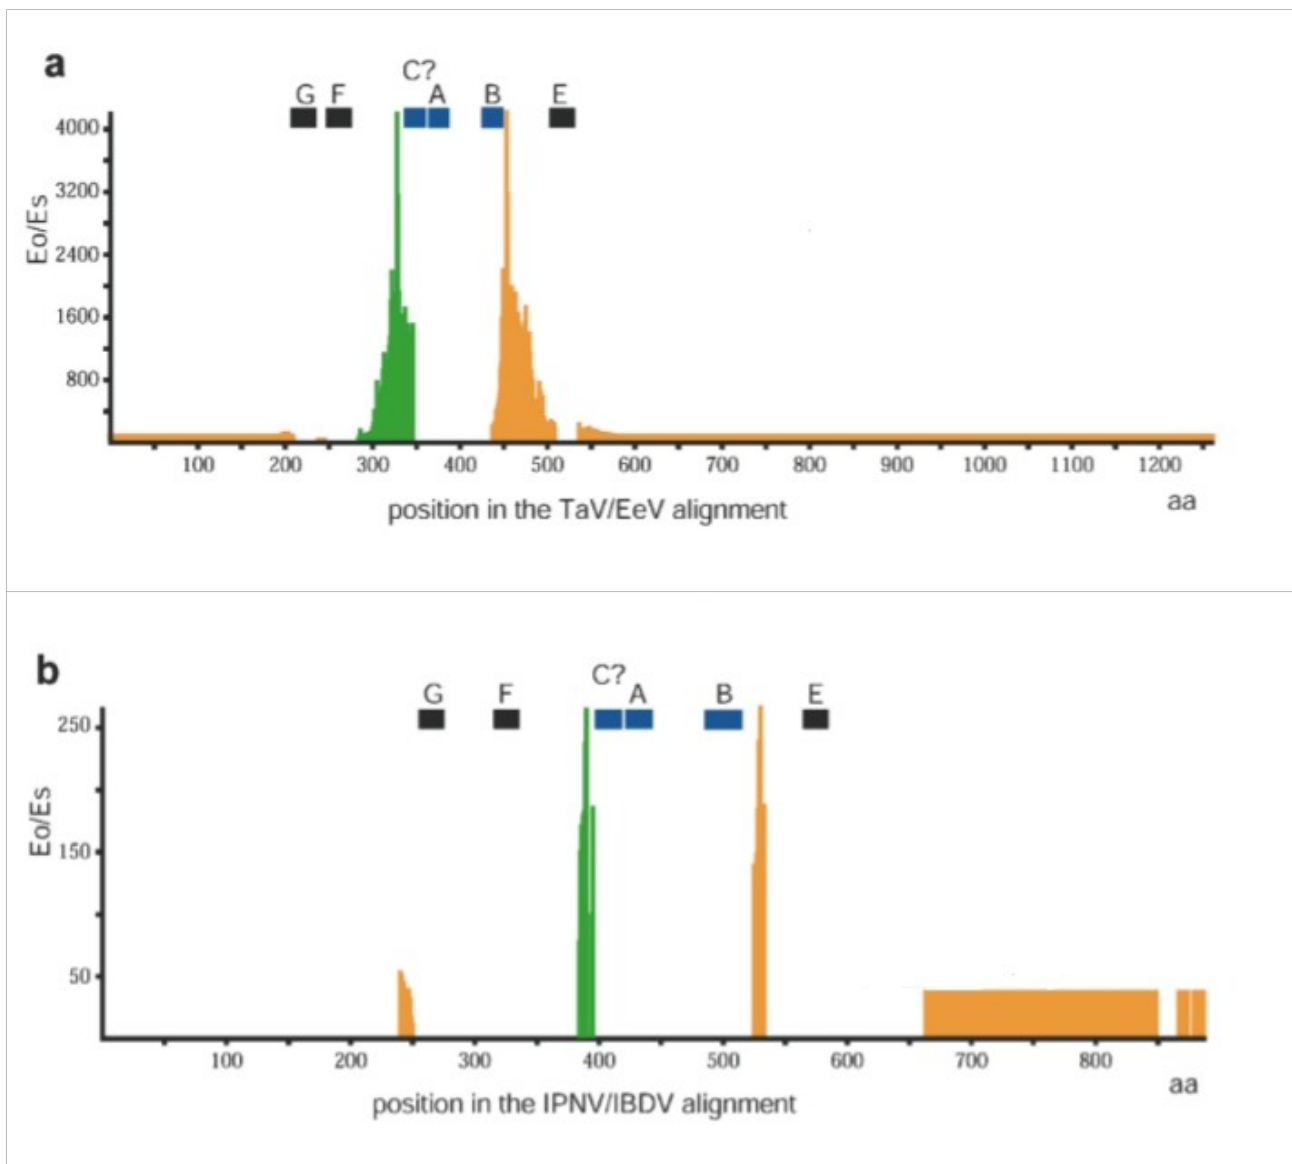 a
C?
G F A B E
4000
3200
2400
1600
800
Eo/Es
100 200 300 400 500 600 700 800 900 1000 1100 1200
position in the TaV/EeV alignment
aa
b
C?
G F A B E
250
150
50
Eo/Es
100 200 300 400 500 600 700 800
position in the IPNV/IBDV alignment
aa